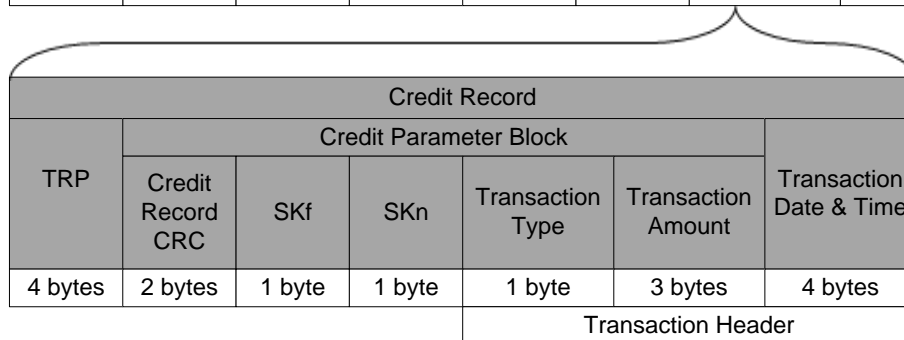 Credit Record
TRP
Credit Parameter Block
Transaction
Date & Time
Credit
Record
CRC
SKf
SKn
Transaction
Type
Transaction
Amount
4 bytes 2 bytes 1 byte 1 byte 1 byte 3 bytes 4 bytes
Transaction Header